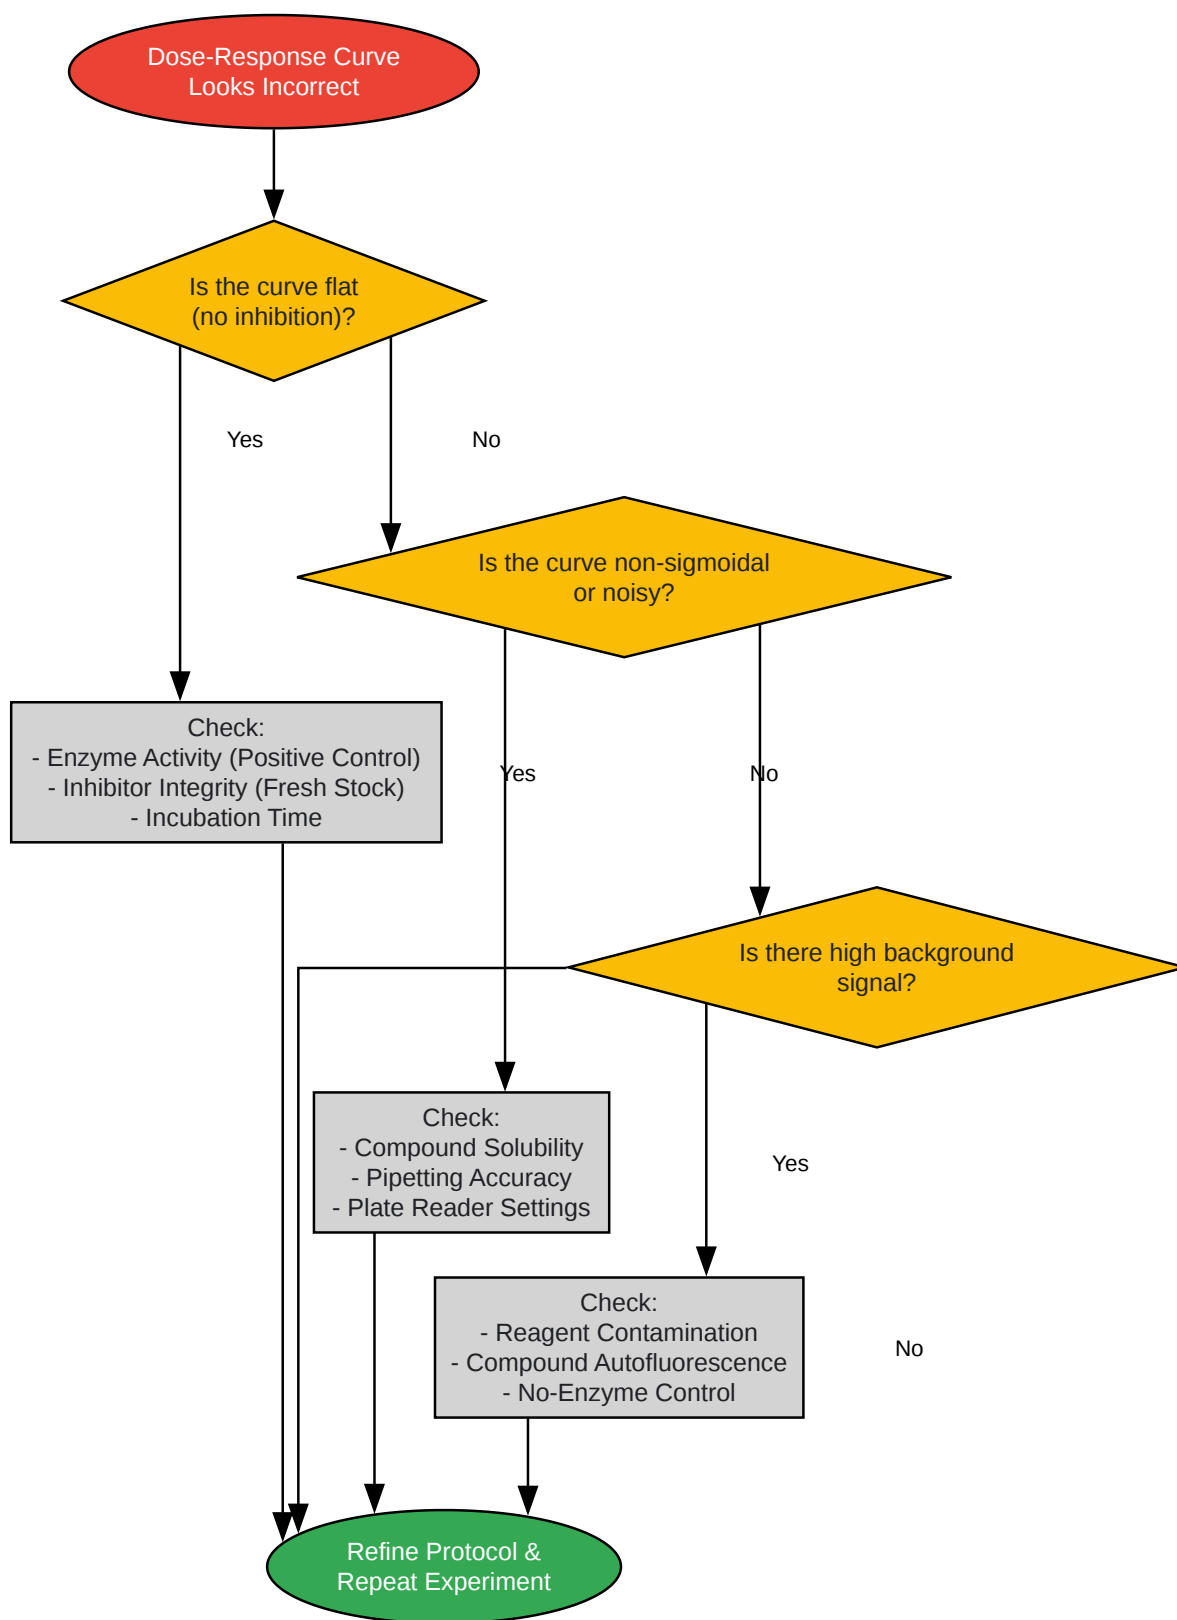 Dose-Response Curve
Looks Incorrect
Is the curve flat
(no inhibition)?
Yes
No
Is the curve non-sigmoidal
or noisy?
Check:
- Enzyme Activity (Positive Control)
- Inhibitor Integrity (Fresh Stock)
- Incubation Time
Yes
No
Is there high background
signal?
Check:
- Compound Solubility
- Pipetting Accuracy
- Plate Reader Settings
Yes
Check:
- Reagent Contamination
- Compound Autofluorescence
- No-Enzyme Control
No
Refine Protocol &
Repeat Experiment